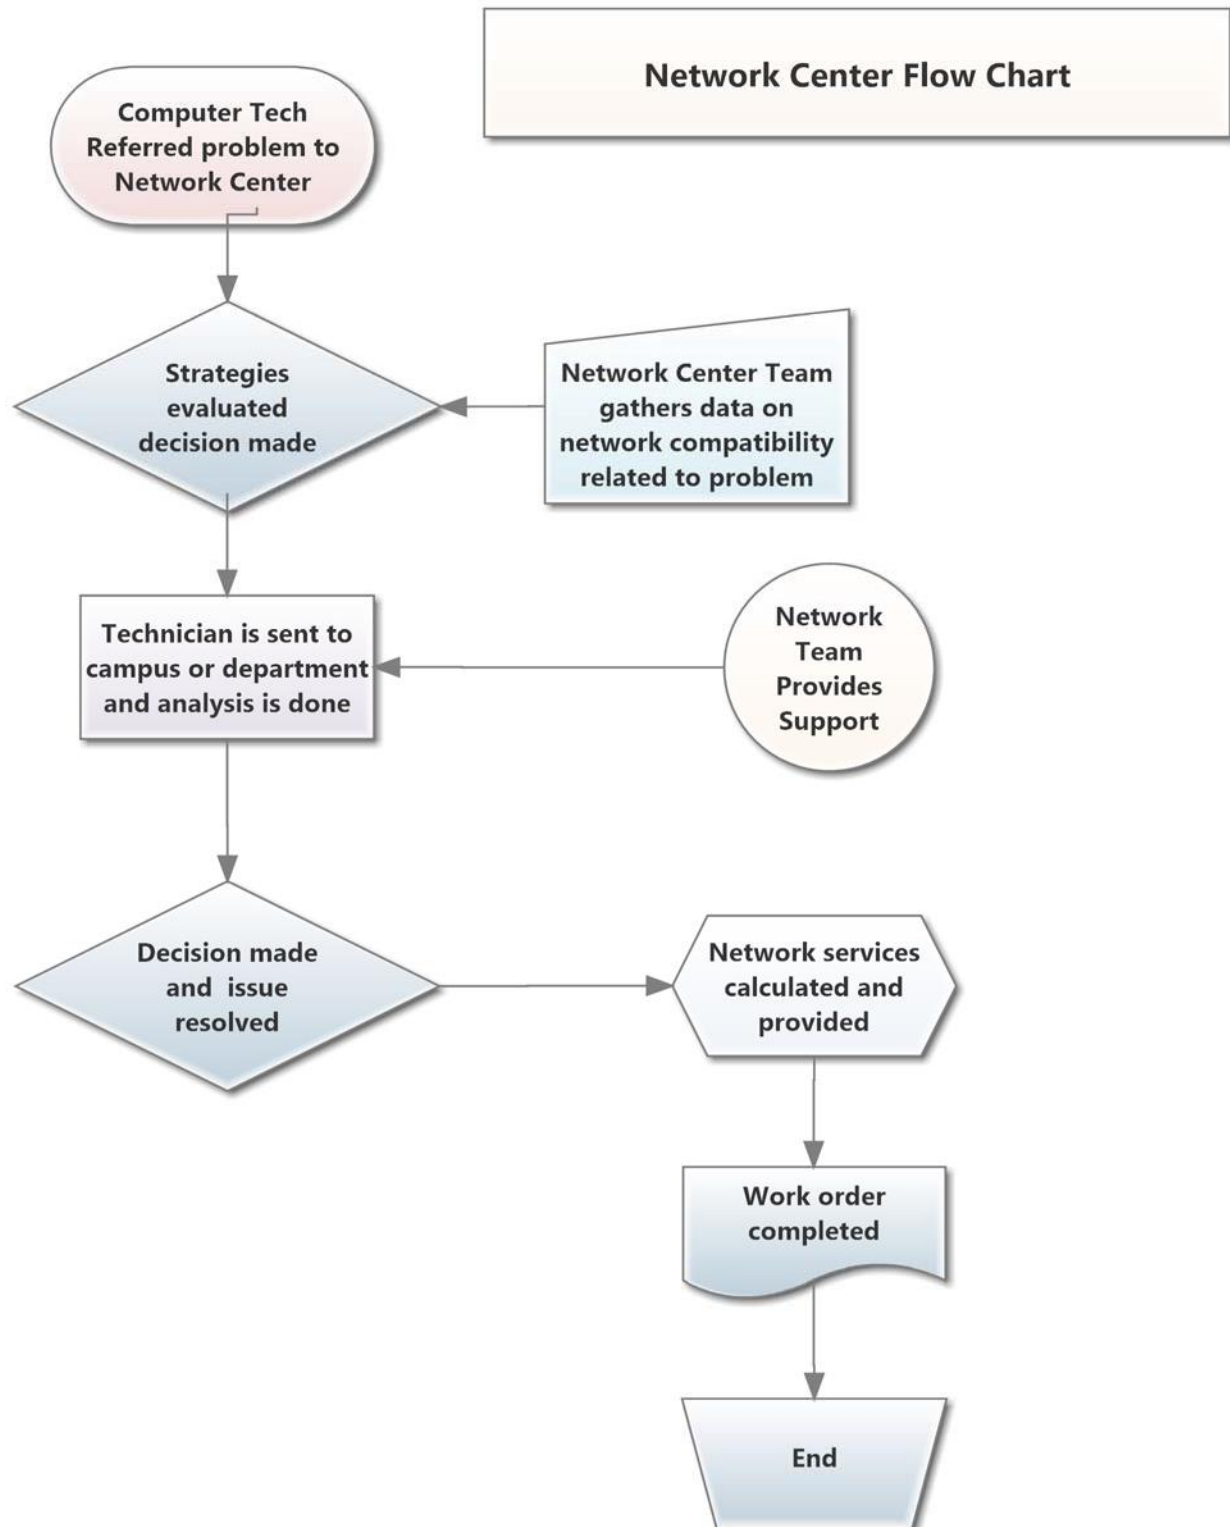 Network Center Flow Chart
Computer Tech
Referred problem to
Network Center
Strategies
evaluated
decision made
Network Center Team
gathers data on
network compatibility
related to problem
Technician is sent to
campus or department
and analysis is done
Network
Team
Provides
Support
Decision made
and  issue
resolved
Network services
calculated and
provided
Work order
completed
End